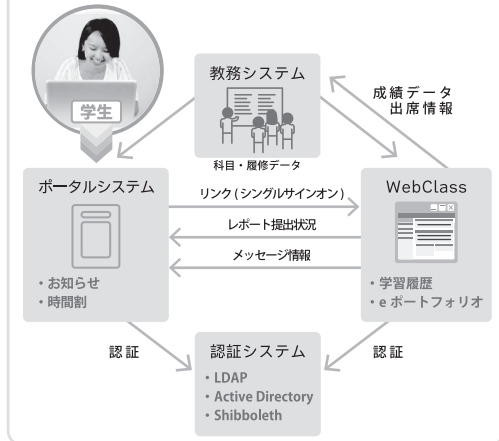 学生
教務システム
科目・履修データ
成績データ
出席情報
ポータルシステム
・お知らせ
・時間割
リンク ( シングルサインオン )
レポート提出状況
メッセージ情報
WebClass
・学習履歴
・e ポートフォリオ
認証
認証システム
・LDAP
・Active Directory
・Shibboleth
認証